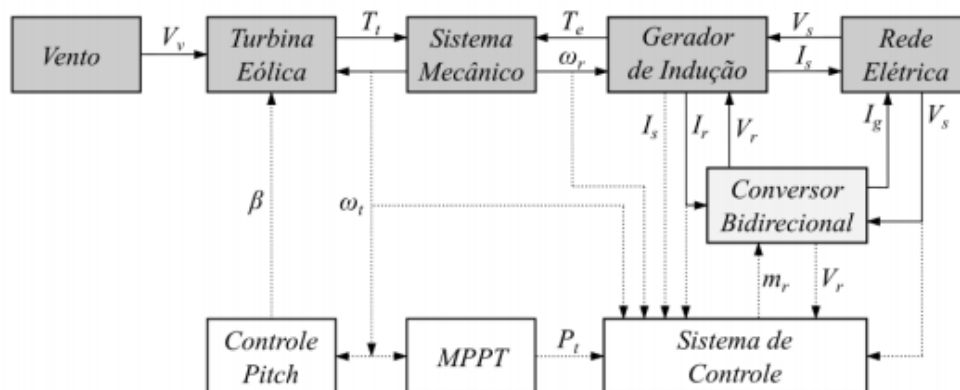 Vento
V_v
Turbina
Eólica
T_t
Sistema
Mecânico
T_e
ω_r
Gerador
de Indução
V_s
I_s
Rede
Elétrica
I_s
I_r
V_r
I_g
V_s
β
ω_t
Conversor
Bidirecional
m_r
V_r
Controle
Pitch
MPPT
P_t
Sistema de
Controle